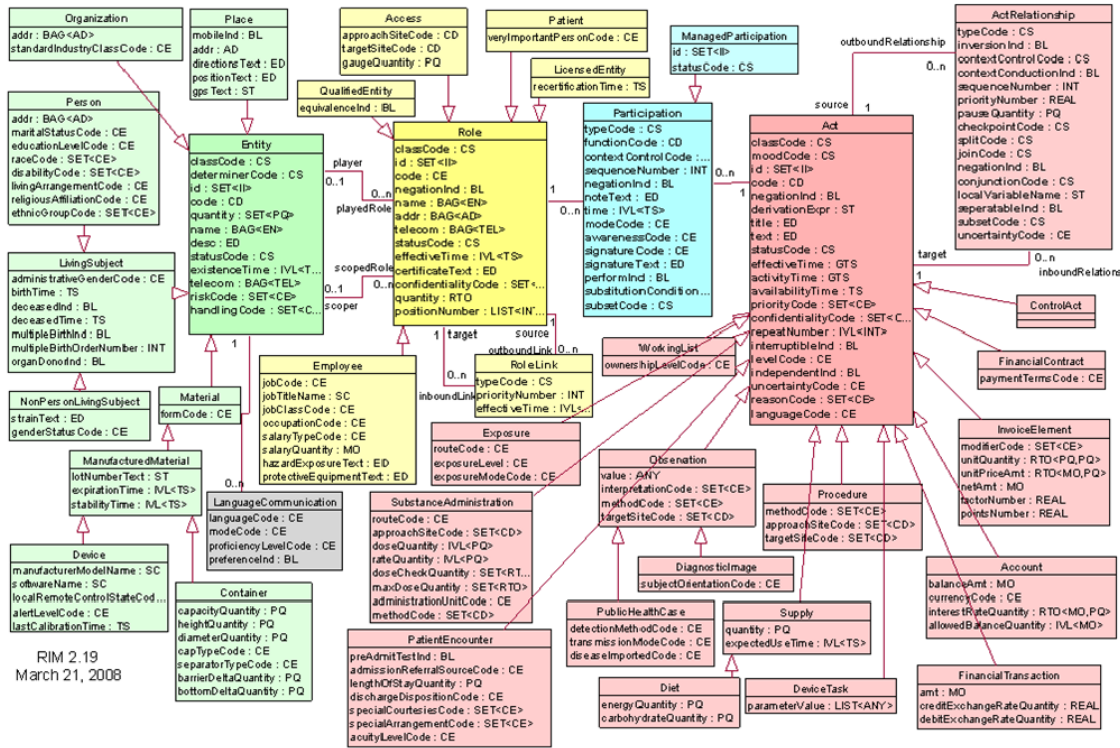 Organization
addr : BAG<AD>
standardIndustryClassCode : CE
Place
mobileInd : BL
addr : AD
directionsText : ED
positionText : ED
gpsText : ST
Access
approachSiteCode : CD
targetSiteCode : CD
gaugeQuantity : PQ
Patient
veryImportantPersonCode : CE
LicensedEntity
recertificationTime : TS
QualifiedEntity
equivalenceInd : BL
ManagedParticipation
id : SET<II>
statusCode : CS
ActRelationship
typeCode : CS
inversionInd : BL
contextControlCode : CS
contextConductionInd : BL
sequenceNumber : INT
priorityNumber : REAL
pauseQuantity : PQ
checkpointCode : CS
splitCode : CS
joinCode : CS
negationInd : BL
conjunctionCode : CS
localVariableName : ST
seperatableInd : BL
subsetCode : CS
uncertaintyCode : CE
outboundRelationship
0..n
source
1
Person
addr : BAG<AD>
maritalStatusCode : CE
educationLevelCode : CE
raceCode : SET<CE>
disabilityCode : SET<CE>
livingArrangementCode : CE
religiousAffiliationCode : CE
ethnicGroupCode : SET<CE>
Entity
classCode : CS
determinerCode : CS
id : SET<II>
code : CD
quantity : SET<PQ>
name : BAG<EN>
desc : ED
statusCode : CS
existenceTime : IVL<T...
telecom : BAG<TEL>
riskCode : SET<CE>
handlingCode : SET<C...
player
0..1
0..n
playedRole
scopedRole
0..1
0..n
scoper
Role
classCode : CS
id : SET<II>
code : CE
negationInd : BL
name : BAG<EN>
addr : BAG<AD>
telecom : BAG<TEL>
statusCode : CS
effectiveTime : IVL<TS>
certificateText : ED
confidentialityCode : SET<...
quantity : RTO
positionNumber : LIST<IN...
1
0..n
Participation
typeCode : CS
functionCode : CD
contextControlCode : ...
sequenceNumber : INT
negationInd : BL
noteText : ED
time : IVL<TS>
modeCode : CE
awarenessCode : CE
signatureCode : CE
signatureText : ED
performInd : BL
substitutionCondition...
subsetCode : CS
0..n
1
Act
classCode : CS
moodCode : CS
id : SET<II>
code : CD
negationInd : BL
derivationExpr : ST
title : ED
text : ED
statusCode : CS
effectiveTime : GTS
activityTime : GTS
availabilityTime : TS
priorityCode : SET<CE>
confidentialityCode : SET<C...
repeatNumber : IVL<INT>
interruptibleInd : BL
levelCode : CE
independentInd : BL
uncertaintyCode : CE
reasonCode : SET<CE>
languageCode : CE
target
1
0..n
inboundRelations
LivingSubject
administrativeGenderCode : CE
birthTime : TS
deceasedInd : BL
deceasedTime : TS
multipleBirthInd : BL
multipleBirthOrderNumber : INT
organDonorInd : BL
NonPersonLivingSubject
strainText : ED
genderStatusCode : CE
Material
formCode : CE
1
0..n
Employee
jobCode : CE
jobTitleName : SC
jobClassCode : CE
occupationCode : CE
salaryTypeCode : CE
salaryQuantity : MO
hazardExposureText : ED
protectiveEquipmentText : ED
1
target
0..n
inboundLink
1
source
outboundLink
0..n
RoleLink
typeCode : CS
priorityNumber : INT
effectiveTime : IVL<...
WorkingList
ownershipLevelCode : CE
ControlAct
FinancialContract
paymentTermsCode : CE
InvoiceElement
modifierCode : SET<CE>
unitQuantity : RTO<PQ,PQ>
unitPriceAmt : RTO<MO,PQ>
netAmt : MO
factorNumber : REAL
pointsNumber : REAL
Exposure
routeCode : CE
exposureLevel : CE
exposureModeCode : CE
Observation
value : ANY
interpretationCode : SET<CE>
methodCode : SET<CE>
targetSiteCode : SET<CD>
Procedure
methodCode : SET<CE>
approachSiteCode : SET<CD>
targetSiteCode : SET<CD>
ManufacturedMaterial
lotNumberText : ST
expirationTime : IVL<TS>
stabilityTime : IVL<TS>
LanguageCommunication
languageCode : CE
modeCode : CE
proficiencyLevelCode : CE
preferenceInd : BL
SubstanceAdministration
routeCode : CE
approachSiteCode : SET<CD>
doseQuantity : IVL<PQ>
rateQuantity : IVL<PQ>
doseCheckQuantity : SET<RT...
maxDoseQuantity : SET<RTO>
administrationUnitCode : CE
methodCode : SET<CD>
DiagnosticImage
subjectOrientationCode : CE
Account
balanceAmt : MO
currencyCode : CE
interestRateQuantity : RTO<MO,PQ>
allowedBalanceQuantity : IVL<MO>
Device
manufacturerModelName : SC
softwareName : SC
localRemoteControlStateCod...
alertLevelCode : CE
lastCalibrationTime : TS
Container
capacityQuantity : PQ
heightQuantity : PQ
diameterQuantity : PQ
capTypeCode : CE
separatorTypeCode : CE
barrierDeltaQuantity : PQ
bottomDeltaQuantity : PQ
PublicHealthCase
detectionMethodCode : CE
transmissionModeCode : CE
diseaseImportedCode : CE
Supply
quantity : PQ
expectedUseTime : IVL<TS>
PatientEncounter
preAdmitTestInd : BL
admissionReferralSourceCode : CE
lengthOfStayQuantity : PQ
dischargeDispositionCode : CE
specialCourtesiesCode : SET<CE>
specialArrangementCode : SET<CE>
acuityLevelCode : CE
Diet
energyQuantity : PQ
carbohydrateQuantity : PQ
DeviceTask
parameterValue : LIST<ANY>
FinancialTransaction
amt : MO
creditExchangeRateQuantity : REAL
debitExchangeRateQuantity : REAL
RIM 2.19
March 21, 2008